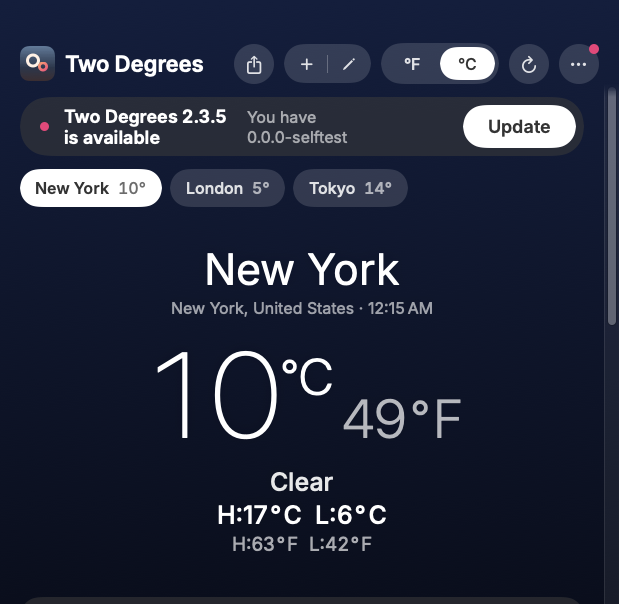 Two Degrees
°F
°C
Two Degrees 2.3.5
is available
You have
0.0.0-selftest
Update
New York 10°
London 5°
Tokyo 14°
New York
New York, United States · 12:15 AM
10°C 49°F
Clear
H:17°C L:6°C
H:63°F L:42°F